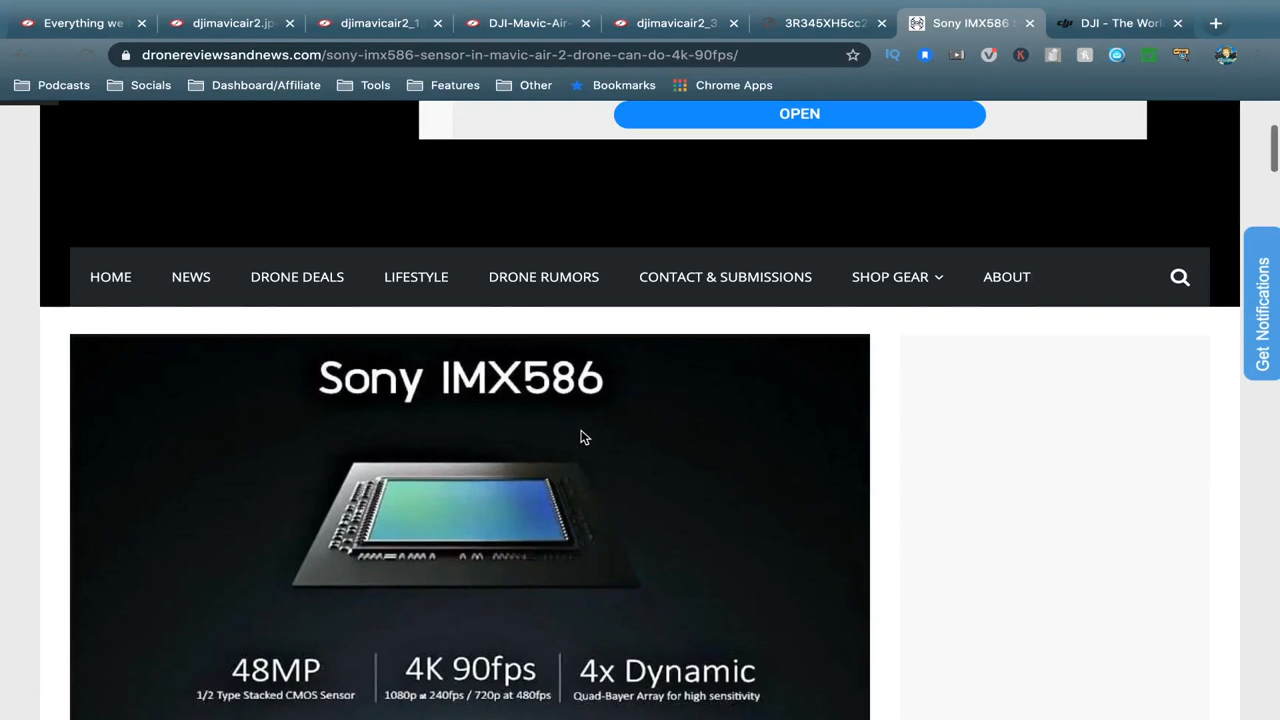 Everything we
djimavicair2.jp
djimavicair2_1
DJI-Mavic-Air-
djimavicair2_3
3R345XH5cc2
Sony IMX586
DJI - The Worl
dronereviewsandnews.com/sony-imx586-sensor-in-mavic-air-2-drone-can-do-4k-90fps/
Podcasts Socials Dashboard/Affiliate Tools Features Other Bookmarks Chrome Apps
OPEN
HOME NEWS DRONE DEALS LIFESTYLE DRONE RUMORS CONTACT & SUBMISSIONS SHOP GEAR ABOUT
Get Notifications
Sony IMX586
48MP
1/2 Type Stacked CMOS Sensor
4K 90fps
1080p at 240fps / 720p at 480fps
4x Dynamic
Quad-Bayer Array for high sensitivity